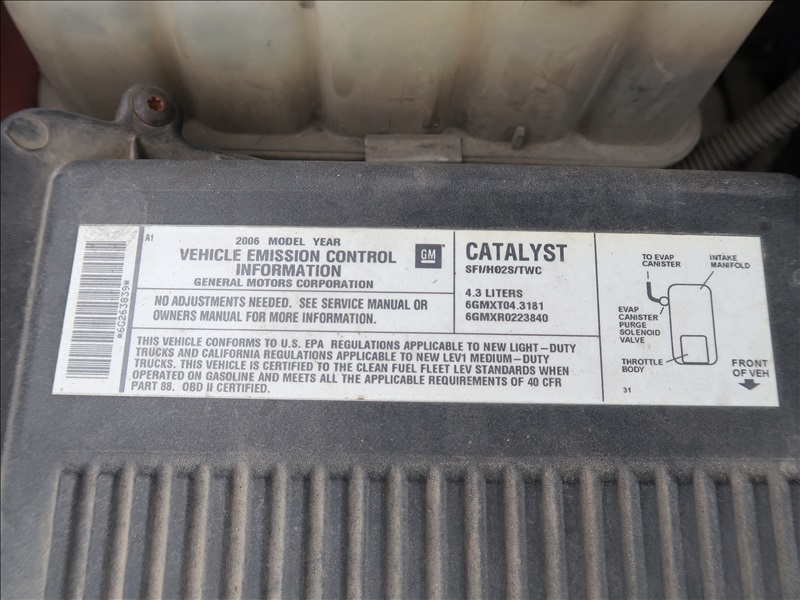 *6G263839*
A1
2006 MODEL YEAR
VEHICLE EMISSION CONTROL
INFORMATION
GENERAL MOTORS CORPORATION
GM
NO ADJUSTMENTS NEEDED. SEE SERVICE MANUAL OR
OWNERS MANUAL FOR MORE INFORMATION.
CATALYST
SFI/HO2S/TWC
4.3 LITERS
6GMXT04.3181
6GMXR0223840
THIS VEHICLE CONFORMS TO U.S. EPA REGULATIONS APPLICABLE TO NEW LIGHT-DUTY
TRUCKS AND CALIFORNIA REGULATIONS APPLICABLE TO NEW LEV1 MEDIUM-DUTY
TRUCKS. THIS VEHICLE IS CERTIFIED TO THE CLEAN FUEL FLEET LEV STANDARDS WHEN
OPERATED ON GASOLINE AND MEETS ALL THE APPLICABLE REQUIREMENTS OF 40 CFR
PART 88. OBD II CERTIFIED.
TO EVAP
CANISTER
INTAKE
MANIFOLD
EVAP
CANISTER
PURGE
SOLENOID
VALVE
THROTTLE
BODY
FRONT
OF VEH
31